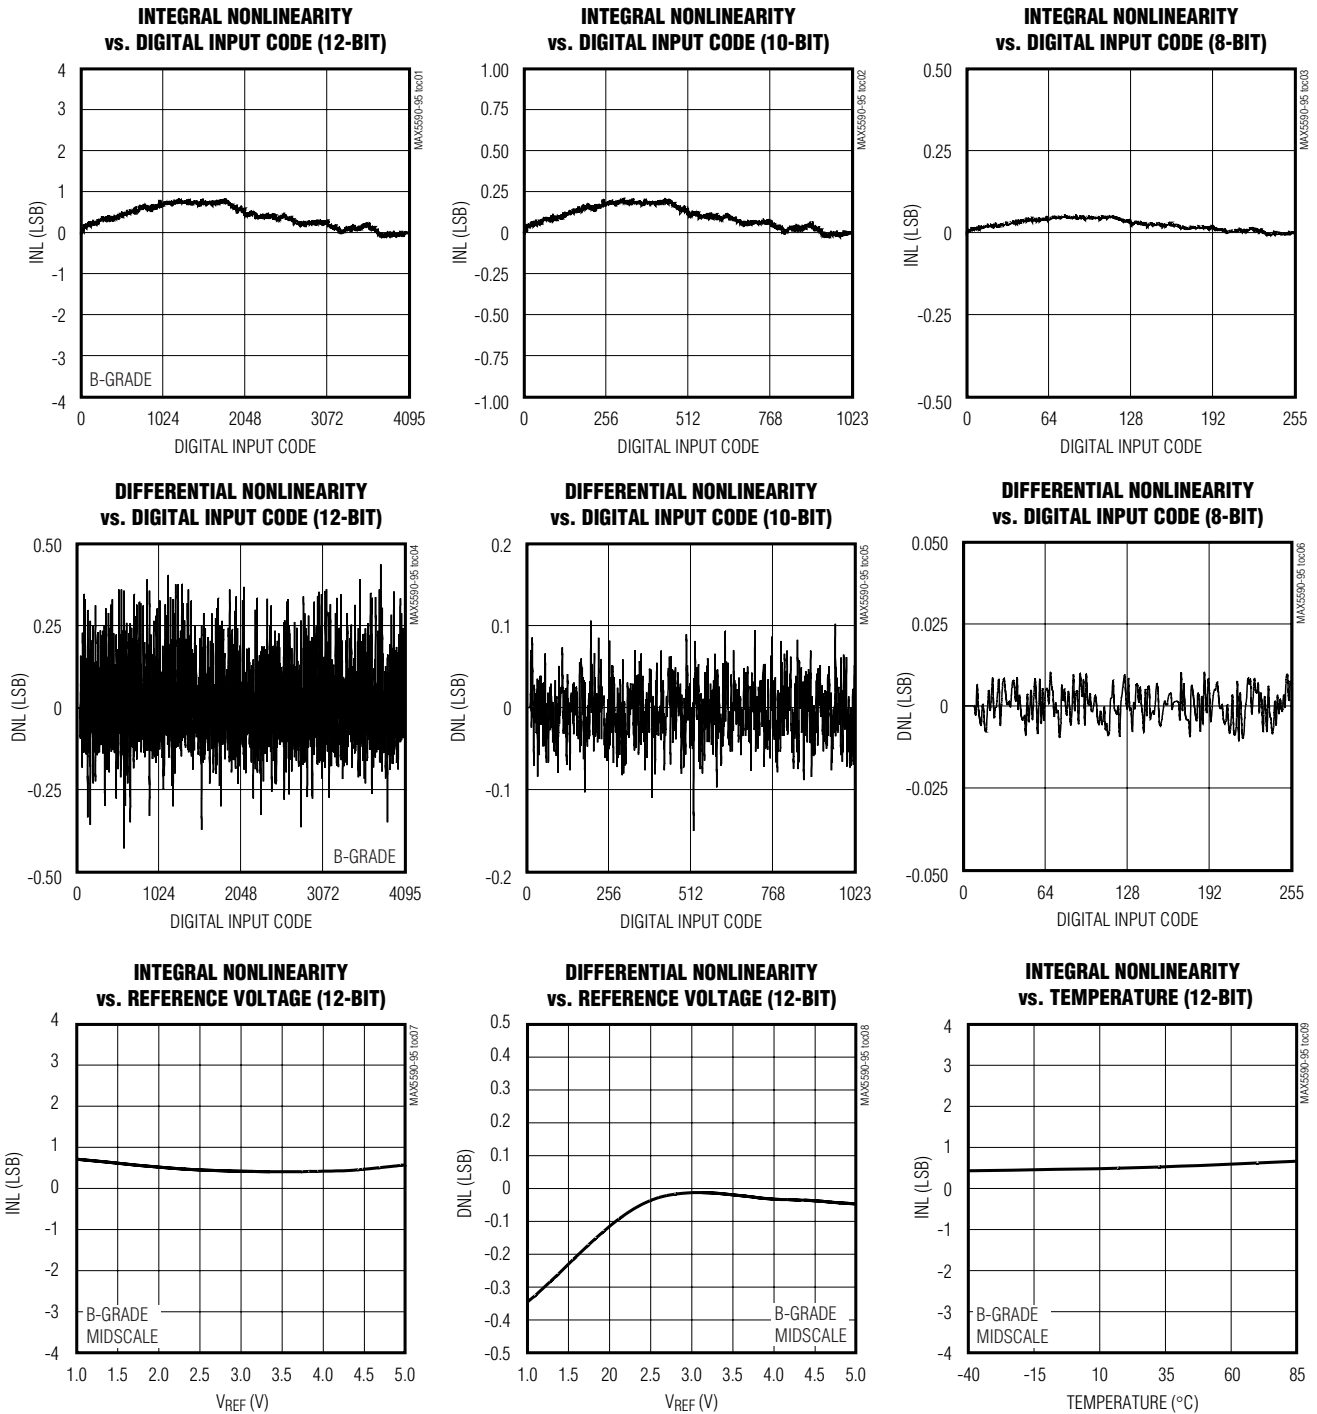 INTEGRAL NONLINEARITY
vs. DIGITAL INPUT CODE (12-BIT)
4
3
2
1
0
-1
-2
-3
-4
INL (LSB)
MAX5590-95 toc01
B-GRADE
0 1024 2048 3072 4095
DIGITAL INPUT CODE
INTEGRAL NONLINEARITY
vs. DIGITAL INPUT CODE (10-BIT)
1.00
0.75
0.50
0.25
0
-0.25
-0.50
-0.75
-1.00
INL (LSB)
MAX5590-95 toc02
0 256 512 768 1023
DIGITAL INPUT CODE
INTEGRAL NONLINEARITY
vs. DIGITAL INPUT CODE (8-BIT)
0.50
0.25
0
-0.25
-0.50
INL (LSB)
MAX5590-95 toc03
0 64 128 192 255
DIGITAL INPUT CODE
DIFFERENTIAL NONLINEARITY
vs. DIGITAL INPUT CODE (12-BIT)
0.50
0.25
0
-0.25
-0.50
DNL (LSB)
MAX5590-95 toc04
B-GRADE
0 1024 2048 3072 4095
DIGITAL INPUT CODE
DIFFERENTIAL NONLINEARITY
vs. DIGITAL INPUT CODE (10-BIT)
0.2
0.1
0
-0.1
-0.2
DNL (LSB)
MAX5590-95 toc05
0 256 512 768 1023
DIGITAL INPUT CODE
DIFFERENTIAL NONLINEARITY
vs. DIGITAL INPUT CODE (8-BIT)
0.050
0.025
0
-0.025
-0.050
DNL (LSB)
MAX5590-95 toc06
0 64 128 192 255
DIGITAL INPUT CODE
INTEGRAL NONLINEARITY
vs. REFERENCE VOLTAGE (12-BIT)
4
3
2
1
0
-1
-2
-3
-4
INL (LSB)
MAX5590-95 toc07
B-GRADE
MIDSCALE
1.0 1.5 2.0 2.5 3.0 3.5 4.0 4.5 5.0
VREF (V)
DIFFERENTIAL NONLINEARITY
vs. REFERENCE VOLTAGE (12-BIT)
0.5
0.4
0.3
0.2
0.1
0
-0.1
-0.2
-0.3
-0.4
-0.5
DNL (LSB)
MAX5590-95 toc08
B-GRADE
MIDSCALE
1.0 1.5 20 2.5 3.0 3.5 4.0 4.5 5.0
VREF (V)
INTEGRAL NONLINEARITY
vs. TEMPERATURE (12-BIT)
4
3
2
1
0
-1
-2
-3
-4
INL (LSB)
MAX5590-95 toc09
B-GRADE
MIDSCALE
-40 -15 10 35 60 85
TEMPERATURE (°C)